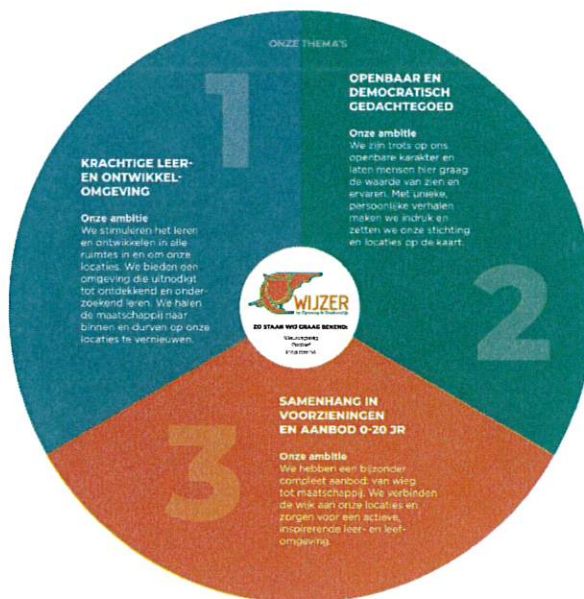 ONZE THEMA'S
1
KRACHTIGE LEER-
EN ONTWIKKEL-
OMGEVING
Onze ambitie
We stimuleren het leren
en ontwikkelen in alle
ruimtes in en om onze
locaties. We bieden een
omgeving die uitnodigt
tot ontdekkend en onder-
zoekend leren. We halen
de maatschappij naar
binnen en durven op onze
locaties te vernieuwen.
OPENBAAR EN
DEMOCRATISCH
GEDACHTEGOED
Onze ambitie
We zijn trots op ons
openbare karakter en
laten mensen hier graag
de waarde van zien en
ervaren. Met unieke,
persoonlijke verhalen
maken we indruk en
zetten we onze stichting
en locaties op de kaart.
2
WIJZER
in Opvang & Onderwijs
ZO STAAN WIJ GRAAG BEKEND:
Nieuwsgierig
3
SAMENHANG IN
VOORZIENINGEN
EN AANBOD 0-20 JR
Onze ambitie
We hebben een bijzonder
compleet aanbod: van wieg
tot maatschappij. We verbinden
de wijk aan onze locaties en
zorgen voor een actieve,
inspirerende leer- en leef-
omgeving.